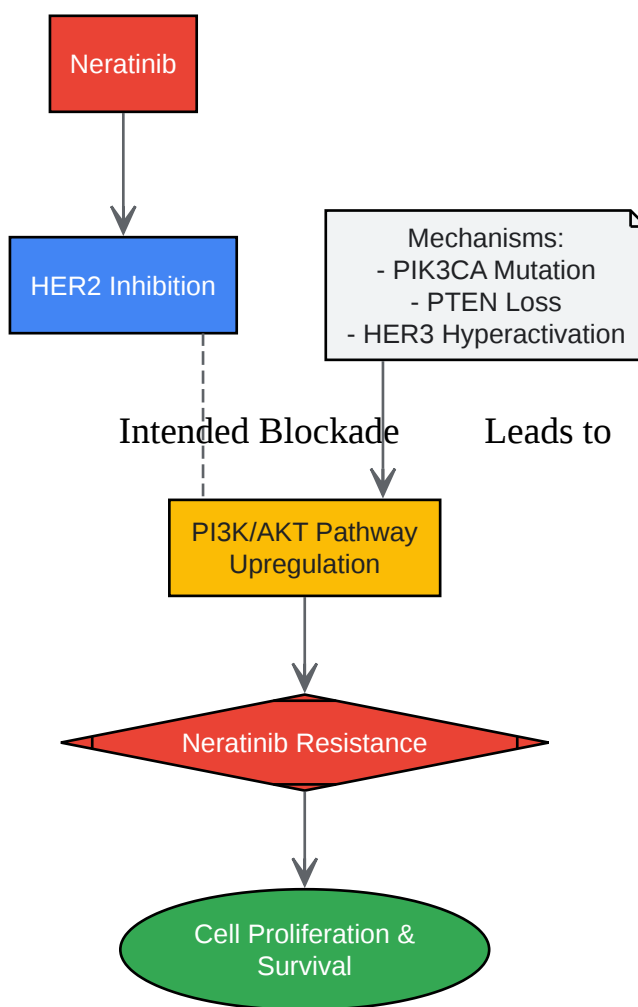 Neratinib
HER2 Inhibition
Mechanisms:
- PIK3CA Mutation
- PTEN Loss
- HER3 Hyperactivation
Intended Blockade
Leads to
PI3K/AKT Pathway
Upregulation
Neratinib Resistance
Cell Proliferation &
Survival